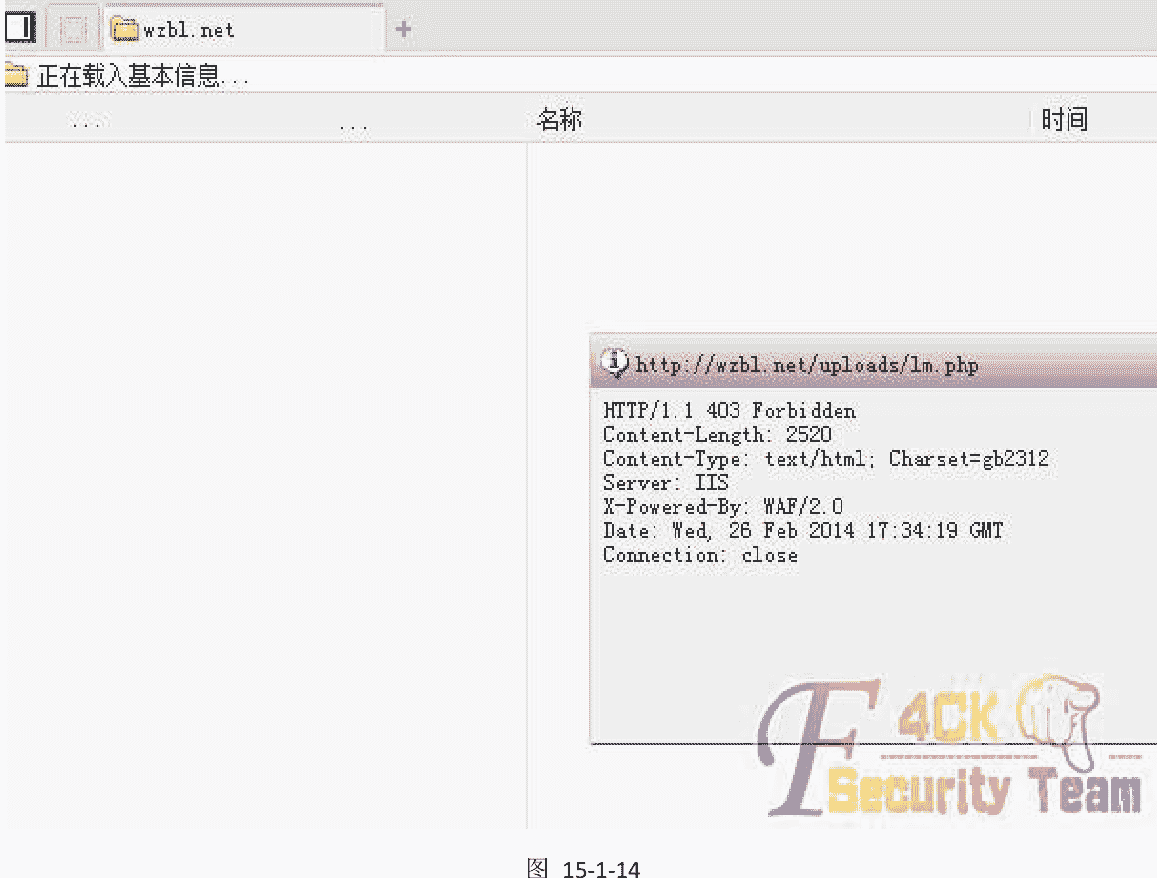 wzbl.net
正在载入基本信息...
... ... 名称 时间
http://wzbl.net/uploads/lm.php
HTTP/1.1 403 Forbidden
Content-Length: 2520
Content-Type: text/html; Charset=gb2312
Server: IIS
X-Powered-By: WAF/2.0
Date: Wed, 26 Feb 2014 17:34:19 GMT
Connection: close
F4CK
Security Team
图 15-1-14